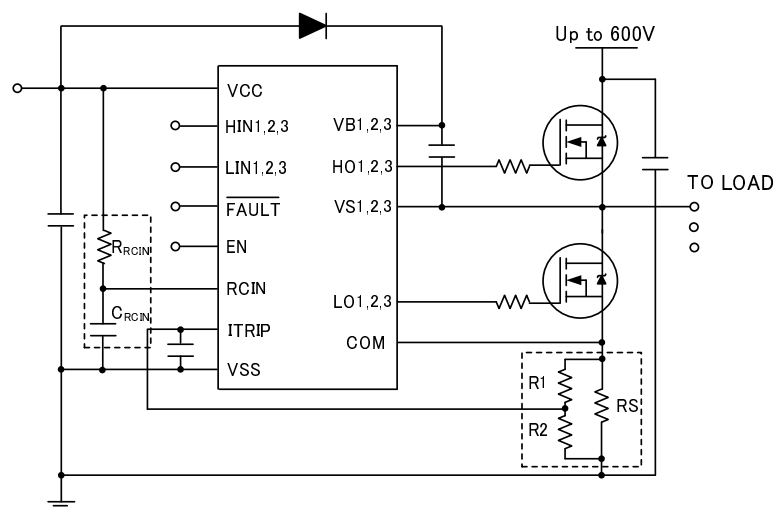 Up to 600V
VCC
HIN1,2,3
LIN1,2,3
FAULT
EN
RCIN
ITRIP
VSS
VB1,2,3
HO1,2,3
VS1,2,3
LO1,2,3
COM
TO LOAD
RRCIN
CRCIN
R1
R2
RS